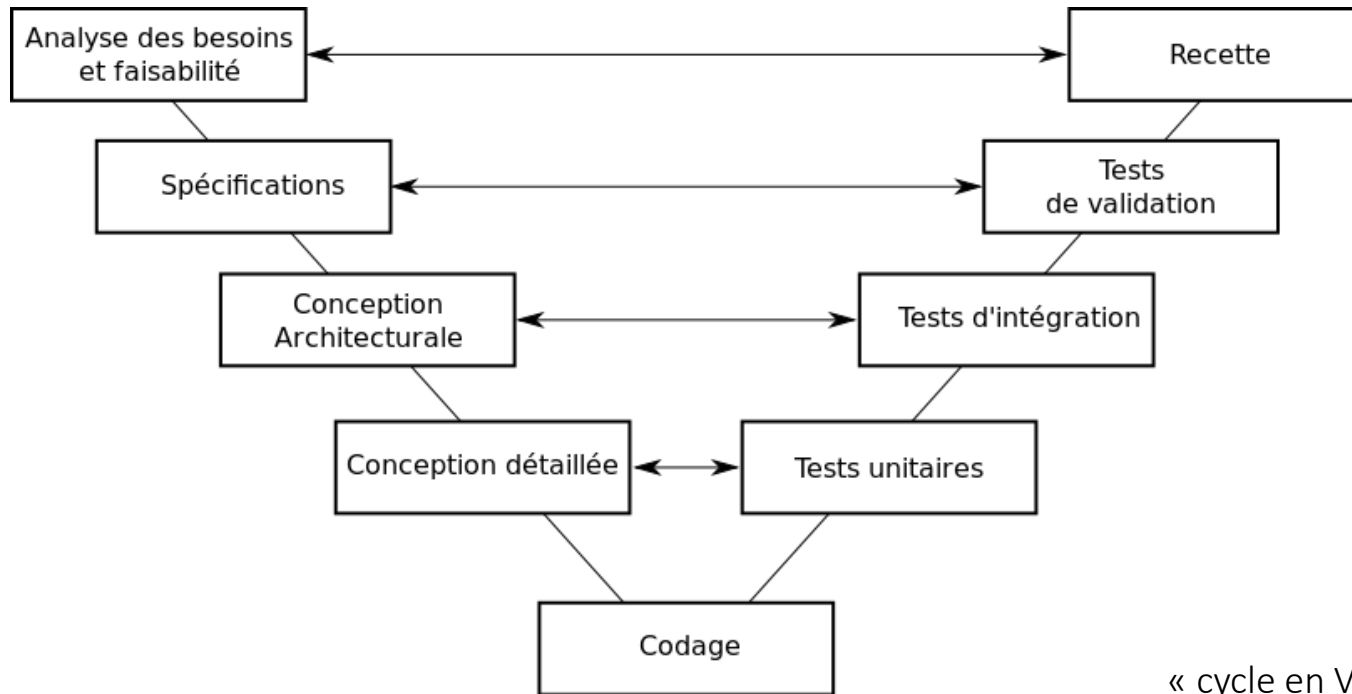 Analyse des besoins
et faisabilité
Recette
Spécifications
Tests
de validation
Conception
Architecturale
Tests d'intégration
Conception détaillée
Tests unitaires
Codage
« cycle en V